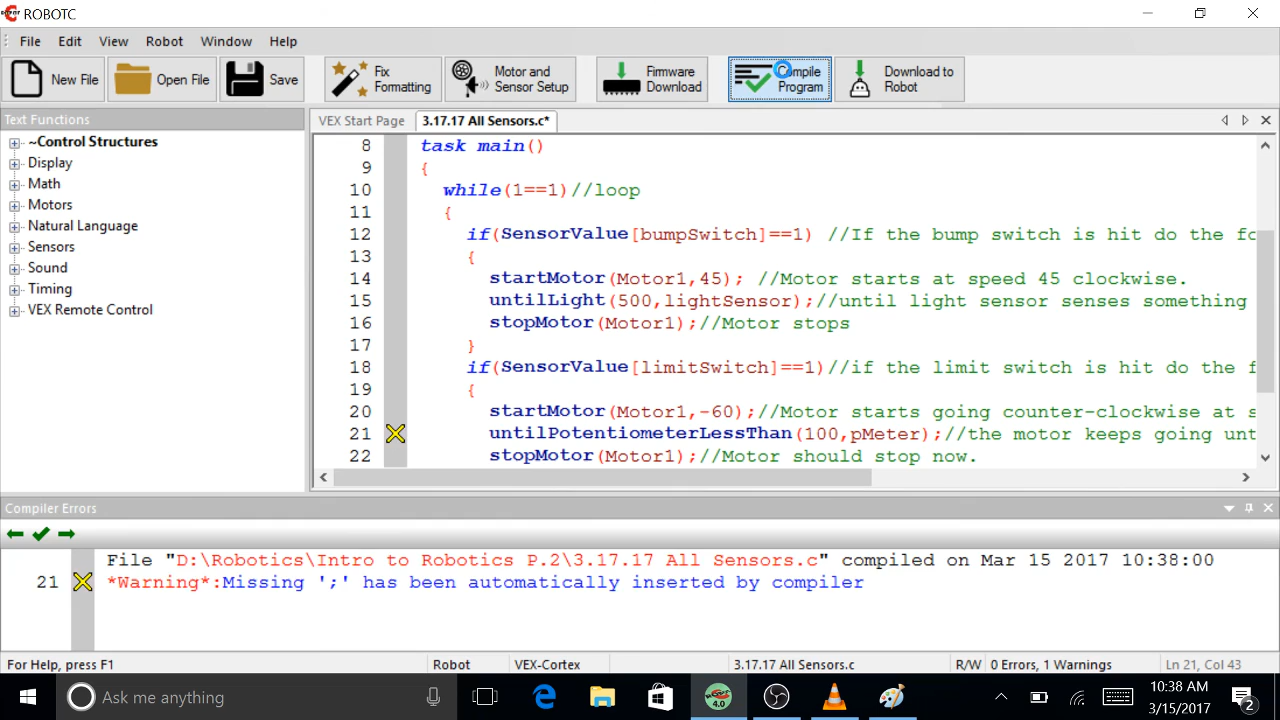 ROBOTC
File Edit View Robot Window Help
New File Open File Save Fix Formatting Motor and Sensor Setup Firmware Download Compile Program Download to Robot
Text Functions
~Control Structures
Display
Math
Motors
Natural Language
Sensors
Sound
Timing
VEX Remote Control
VEX Start Page 3.17.17 All Sensors.c*
8 task main()
9 {
10 while(1==1)//loop
11 {
12 if(SensorValue[bumpSwitch]==1) //If the bump switch is hit do the fo
13 {
14 startMotor(Motor1,45); //Motor starts at speed 45 clockwise.
15 untilLight(500,lightSensor);//until light sensor senses something
16 stopMotor(Motor1);//Motor stops
17 }
18 if(SensorValue[limitSwitch]==1)//if the limit switch is hit do the f
19 {
20 startMotor(Motor1,-60);//Motor starts going counter-clockwise at s
21 untilPotentiometerLessThan(100,pMeter);//the motor keeps going unt
22 stopMotor(Motor1);//Motor should stop now.
Compiler Errors
File "D:\Robotics\Intro to Robotics P.2\3.17.17 All Sensors.c" compiled on Mar 15 2017 10:38:00
21 *Warning*:Missing ';' has been automatically inserted by compiler
For Help, press F1 Robot VEX-Cortex 3.17.17 All Sensors.c R/W 0 Errors, 1 Warnings Ln 21, Col 43
Ask me anything
4.0
10:38 AM
3/15/2017
2